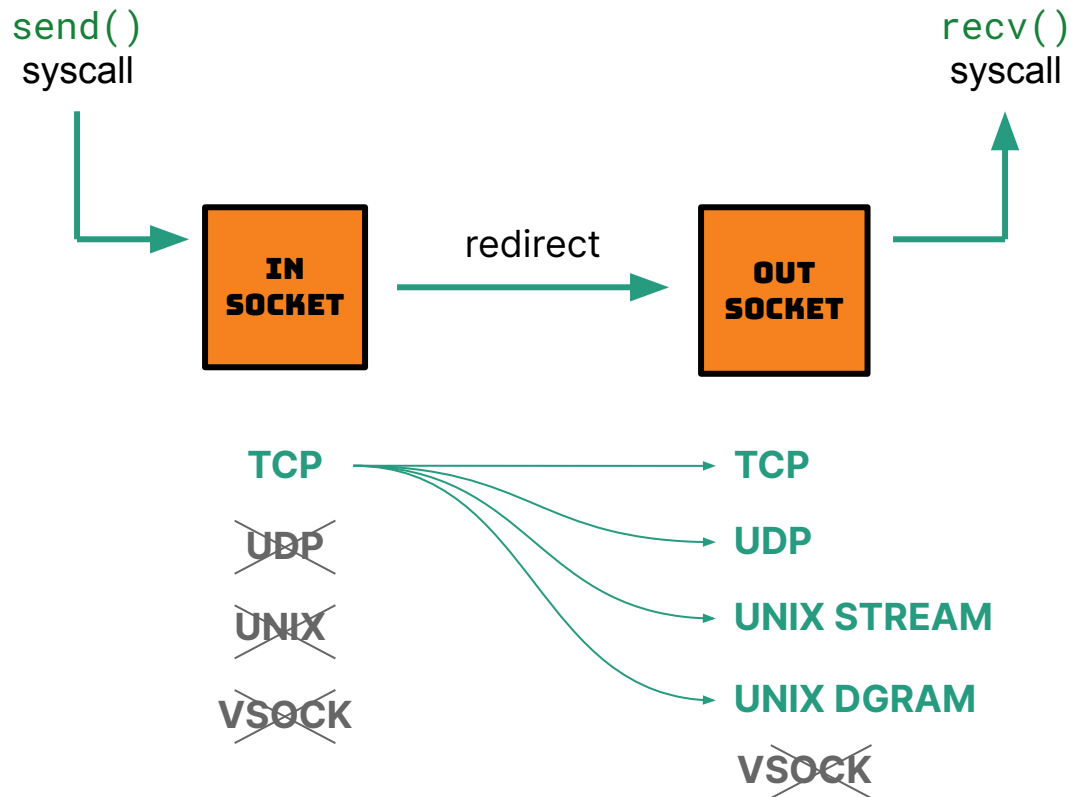 send()
syscall
recv()
syscall
IN
SOCKET
redirect
OUT
SOCKET
TCP
UDP
UNIX
VSOCK
TCP
UDP
UNIX STREAM
UNIX DGRAM
VSOCK